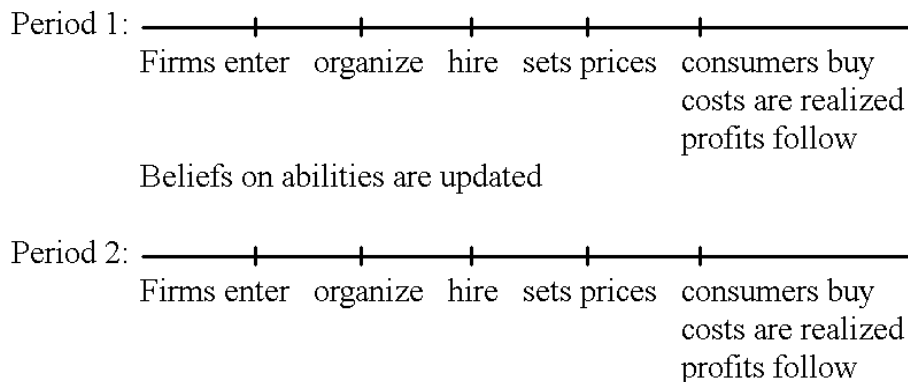 Period 1:
Firms enter organize hire sets prices consumers buy
costs are realized
profits follow
Beliefs on abilities are updated
Period 2:
Firms enter organize hire sets prices consumers buy
costs are realized
profits follow